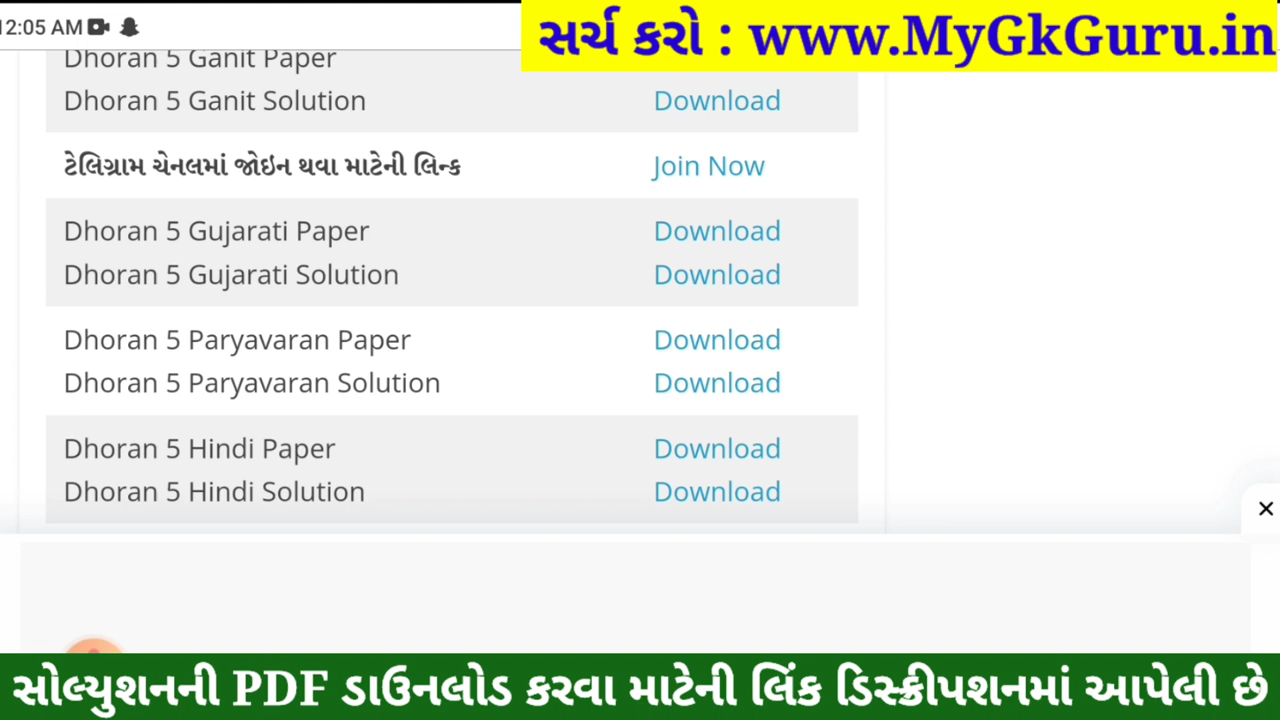 12:05 AM
સર્ચ કરો : www.MyGkGuru.in
Dhoran 5 Ganit Paper
Dhoran 5 Ganit Solution Download
ટેલિગ્રામ ચેનલમાં જોઇન થવા માટેની લિન્ક Join Now
Dhoran 5 Gujarati Paper Download
Dhoran 5 Gujarati Solution Download
Dhoran 5 Paryavaran Paper Download
Dhoran 5 Paryavaran Solution Download
Dhoran 5 Hindi Paper Download
Dhoran 5 Hindi Solution Download
સોલ્યુશનની PDF ડાઉનલોડ કરવા માટેની લિંક ડિસ્ક્રીપશનમાં આપેલી છે